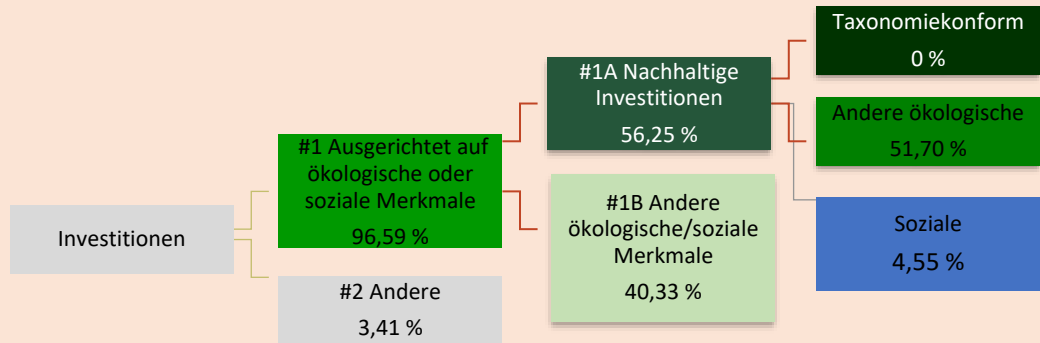 Investitionen
#1 Ausgerichtet auf
ökologische oder
soziale Merkmale
96,59 %
#2 Andere
3,41 %
#1A Nachhaltige
Investitionen
56,25 %
#1B Andere
ökologische/soziale
Merkmale
40,33 %
Taxonomiekonform
0 %
Andere ökologische
51,70 %
Soziale
4,55 %